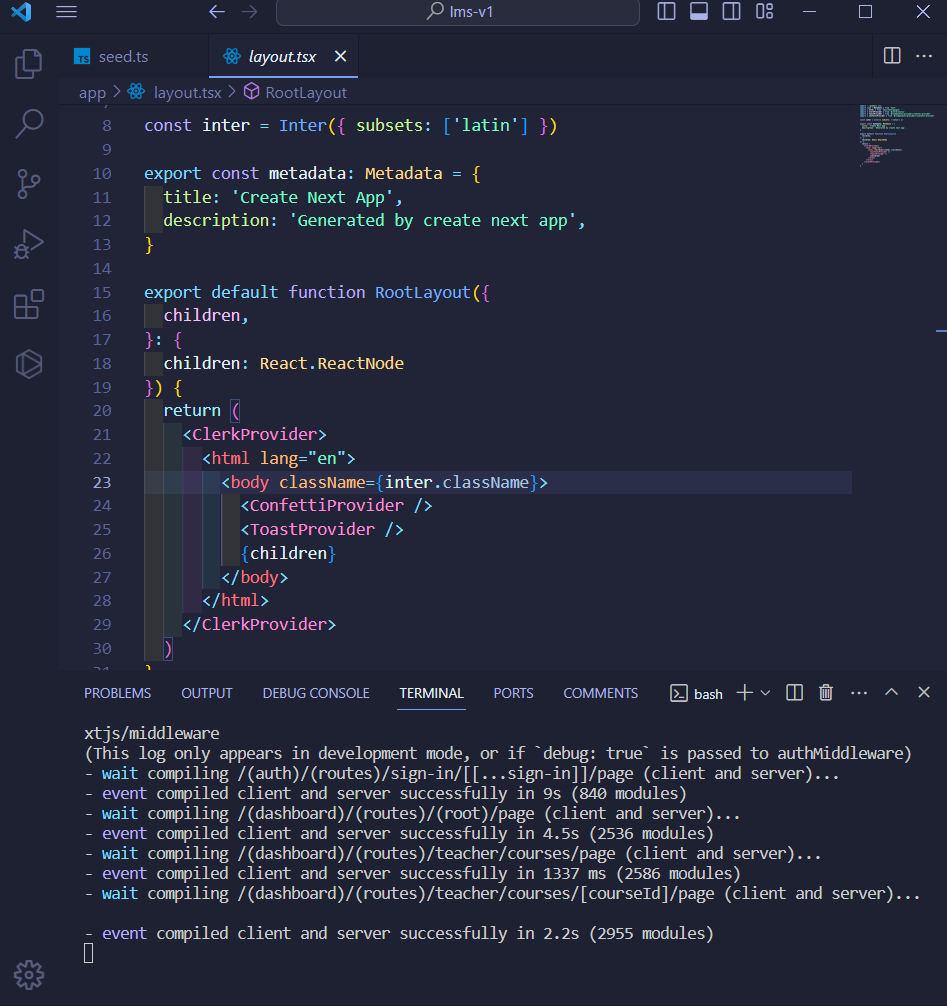 lms-v1
TS seed.ts
layout.tsx
app > layout.tsx > RootLayout
8 const inter = Inter({ subsets: ['latin'] })
9
10 export const metadata: Metadata = {
11 title: 'Create Next App',
12 description: 'Generated by create next app',
13 }
14
15 export default function RootLayout({
16 children,
17 }: {
18 children: React.ReactNode
19 }) {
20 return (
21 <ClerkProvider>
22 <html lang="en">
23 <body className={inter.className}>
24 <ConfettiProvider />
25 <ToastProvider />
26 {children}
27 </body>
28 </html>
29 </ClerkProvider>
30 )
PROBLEMS OUTPUT DEBUG CONSOLE TERMINAL PORTS COMMENTS bash
xtjs/middleware
(This log only appears in development mode, or if `debug: true` is passed to authMiddleware)
- wait compiling /(auth)/(routes)/sign-in/[[...sign-in]]/page (client and server)...
- event compiled client and server successfully in 9s (840 modules)
- wait compiling /(dashboard)/(routes)/(root)/page (client and server)...
- event compiled client and server successfully in 4.5s (2536 modules)
- wait compiling /(dashboard)/(routes)/teacher/courses/page (client and server)...
- event compiled client and server successfully in 1337 ms (2586 modules)
- wait compiling /(dashboard)/(routes)/teacher/courses/[courseId]/page (client and server)...
- event compiled client and server successfully in 2.2s (2955 modules)